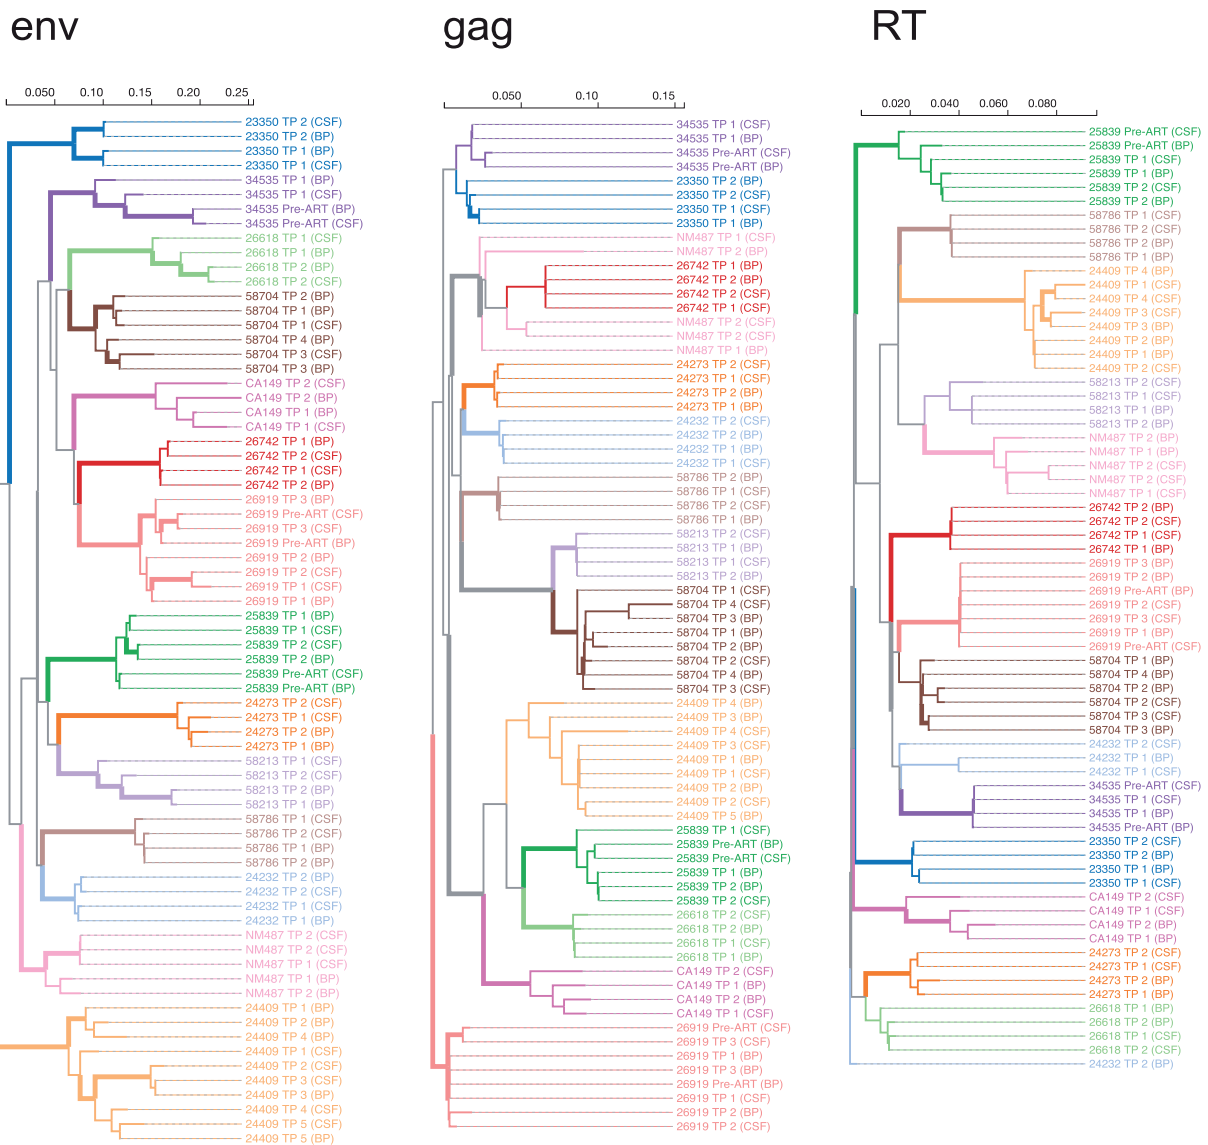 env
0.050 0.10 0.15 0.20 0.25
23350 TP 2 (CSF)
23350 TP 2 (BP)
23350 TP 1 (BP)
23350 TP 1 (CSF)
34535 TP 1 (BP)
34535 TP 1 (CSF)
34535 Pre-ART (BP)
34535 Pre-ART (CSF)
26618 TP 1 (CSF)
26618 TP 1 (BP)
26618 TP 2 (BP)
26618 TP 2 (CSF)
58704 TP 2 (BP)
58704 TP 1 (BP)
58704 TP 1 (CSF)
58704 TP 4 (BP)
58704 TP 3 (CSF)
58704 TP 3 (BP)
CA149 TP 2 (CSF)
CA149 TP 2 (BP)
CA149 TP 1 (BP)
CA149 TP 1 (CSF)
26742 TP 1 (BP)
26742 TP 2 (CSF)
26742 TP 1 (CSF)
26742 TP 2 (BP)
26919 TP 3 (BP)
26919 Pre-ART (CSF)
26919 TP 3 (CSF)
26919 Pre-ART (BP)
26919 TP 2 (BP)
26919 TP 2 (CSF)
26919 TP 1 (CSF)
26919 TP 1 (BP)
25839 TP 1 (BP)
25839 TP 1 (CSF)
25839 TP 2 (CSF)
25839 TP 2 (BP)
25839 Pre-ART (CSF)
25839 Pre-ART (BP)
24273 TP 2 (CSF)
24273 TP 1 (CSF)
24273 TP 2 (BP)
24273 TP 1 (BP)
58213 TP 1 (CSF)
58213 TP 2 (CSF)
58213 TP 2 (BP)
58213 TP 1 (BP)
58786 TP 1 (CSF)
58786 TP 2 (CSF)
58786 TP 1 (BP)
58786 TP 2 (BP)
24232 TP 2 (BP)
24232 TP 2 (CSF)
24232 TP 1 (CSF)
24232 TP 1 (BP)
NM487 TP 2 (CSF)
NM487 TP 2 (CSF)
NM487 TP 1 (CSF)
NM487 TP 1 (BP)
NM487 TP 2 (BP)
24409 TP 1 (BP)
24409 TP 2 (BP)
24409 TP 4 (BP)
24409 TP 1 (CSF)
24409 TP 2 (CSF)
24409 TP 3 (CSF)
24409 TP 3 (BP)
24409 TP 4 (CSF)
24409 TP 5 (CSF)
24409 TP 5 (BP)
gag
0.050 0.10 0.15
34535 TP 1 (CSF)
34535 TP 1 (BP)
34535 Pre-ART (CSF)
34535 Pre-ART (BP)
23350 TP 2 (BP)
23350 TP 2 (CSF)
23350 TP 1 (CSF)
23350 TP 1 (BP)
NM487 TP 1 (CSF)
NM487 TP 2 (BP)
26742 TP 1 (BP)
26742 TP 2 (BP)
26742 TP 2 (CSF)
26742 TP 1 (CSF)
NM487 TP 2 (CSF)
NM487 TP 2 (CSF)
NM487 TP 1 (BP)
24273 TP 2 (CSF)
24273 TP 1 (CSF)
24273 TP 2 (BP)
24273 TP 1 (BP)
24232 TP 2 (CSF)
24232 TP 2 (BP)
24232 TP 1 (BP)
24232 TP 1 (CSF)
58786 TP 2 (BP)
58786 TP 1 (CSF)
58786 TP 2 (CSF)
58786 TP 1 (BP)
58213 TP 2 (CSF)
58213 TP 1 (BP)
58213 TP 1 (CSF)
58213 TP 2 (BP)
58704 TP 1 (CSF)
58704 TP 4 (CSF)
58704 TP 3 (BP)
58704 TP 1 (BP)
58704 TP 2 (BP)
58704 TP 2 (CSF)
58704 TP 4 (BP)
58704 TP 3 (CSF)
24409 TP 4 (BP)
24409 TP 3 (BP)
24409 TP 4 (CSF)
24409 TP 3 (CSF)
24409 TP 1 (BP)
24409 TP 1 (CSF)
24409 TP 2 (BP)
24409 TP 2 (CSF)
24409 TP 5 (BP)
25839 TP 1 (CSF)
25839 Pre-ART (BP)
25839 Pre-ART (CSF)
25839 TP 1 (BP)
25839 TP 2 (BP)
25839 TP 2 (CSF)
26618 TP 2 (CSF)
26618 TP 2 (BP)
26618 TP 1 (CSF)
26618 TP 1 (BP)
CA149 TP 2 (CSF)
CA149 TP 1 (BP)
CA149 TP 2 (BP)
CA149 TP 1 (CSF)
26919 Pre-ART (CSF)
26919 TP 3 (CSF)
26919 TP 1 (BP)
26919 TP 3 (BP)
26919 Pre-ART (BP)
26919 TP 1 (CSF)
26919 TP 2 (BP)
26919 TP 2 (CSF)
RT
0.020 0.040 0.060 0.080
25839 Pre-ART (CSF)
25839 Pre-ART (BP)
25839 TP 1 (CSF)
25839 TP 1 (BP)
25839 TP 2 (CSF)
25839 TP 2 (BP)
58786 TP 1 (CSF)
58786 TP 2 (CSF)
58786 TP 2 (BP)
58786 TP 1 (BP)
24409 TP 4 (BP)
24409 TP 1 (CSF)
24409 TP 4 (CSF)
24409 TP 3 (CSF)
24409 TP 3 (BP)
24409 TP 2 (BP)
24409 TP 1 (BP)
24409 TP 2 (CSF)
58213 TP 2 (CSF)
58213 TP 1 (CSF)
58213 TP 1 (BP)
58213 TP 2 (BP)
NM487 TP 2 (BP)
NM487 TP 1 (BP)
NM487 TP 2 (CSF)
NM487 TP 2 (CSF)
NM487 TP 1 (CSF)
26742 TP 2 (BP)
26742 TP 2 (CSF)
26742 TP 1 (CSF)
26742 TP 1 (BP)
26919 TP 3 (BP)
26919 TP 2 (BP)
26919 Pre-ART (BP)
26919 TP 2 (CSF)
26919 TP 3 (CSF)
26919 TP 1 (BP)
26919 Pre-ART (CSF)
58704 TP 1 (BP)
58704 TP 4 (BP)
58704 TP 2 (BP)
58704 TP 2 (CSF)
58704 TP 3 (CSF)
58704 TP 3 (BP)
24232 TP 2 (CSF)
24232 TP 1 (BP)
24232 TP 1 (CSF)
34535 Pre-ART (CSF)
34535 TP 1 (CSF)
34535 TP 1 (BP)
34535 Pre-ART (BP)
23350 TP 2 (CSF)
23350 TP 2 (BP)
23350 TP 1 (BP)
23350 TP 1 (CSF)
CA149 TP 2 (CSF)
CA149 TP 1 (CSF)
CA149 TP 2 (BP)
CA149 TP 1 (BP)
24273 TP 2 (CSF)
24273 TP 1 (CSF)
24273 TP 2 (BP)
24273 TP 1 (BP)
26618 TP 1 (BP)
26618 TP 2 (BP)
26618 TP 1 (CSF)
26618 TP 2 (CSF)
24232 TP 2 (BP)